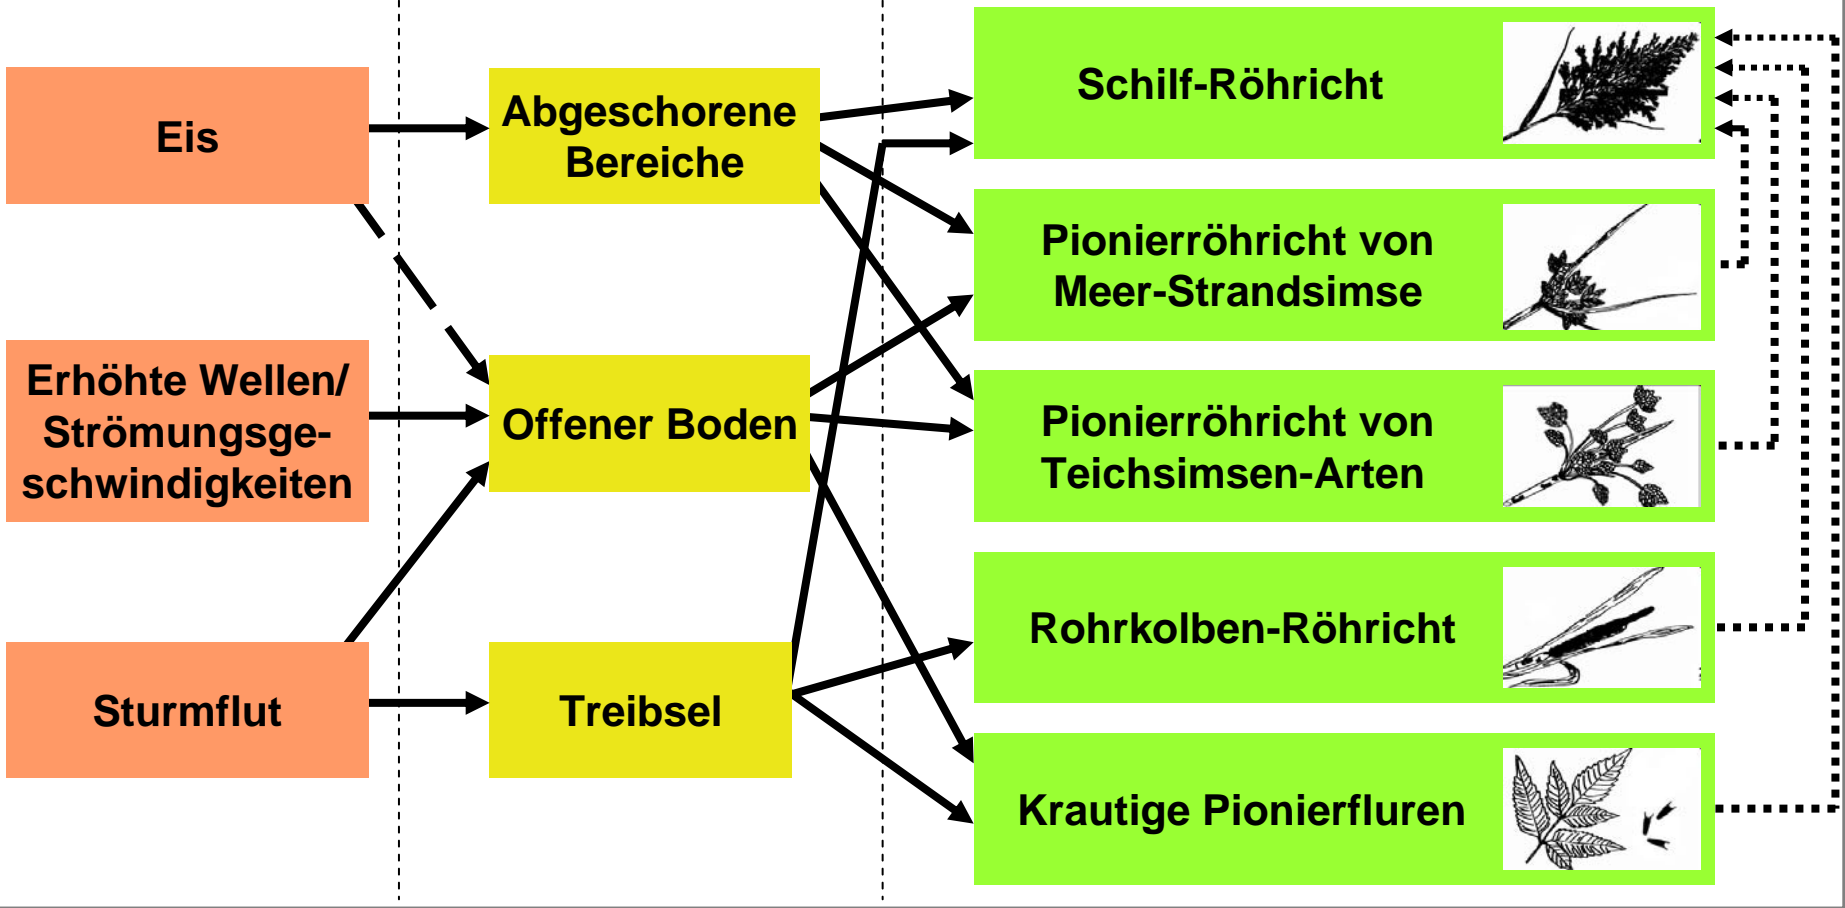 Eis
Erhöhte Wellen/
Strömungsge-
schwindigkeiten
Sturmflut
Abgeschorene
Bereiche
Offener Boden
Treibsel
Schilf-Röhricht
Pionierröhricht von
Meer-Strandsimse
Pionierröhricht von
Teichsimsen-Arten
Rohrkolben-Röhricht
Krautige Pionierfluren